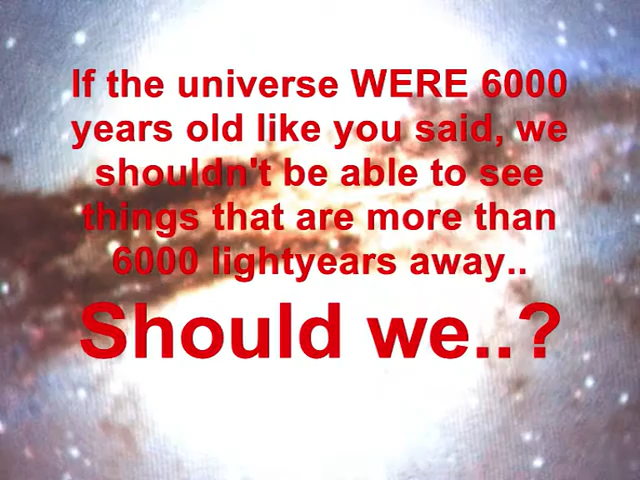 If the universe WERE 6000
years old like you said, we
shouldn't be able to see
things that are more than
6000 lightyears away..
Should we..?